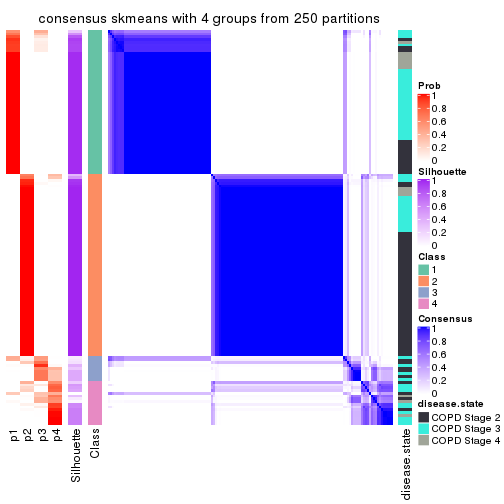 consensus skmeans with 4 groups from 250 partitions
Prob
1
0.8
0.6
0.4
0.2
0
Silhouette
1
0.8
0.6
0.4
0.2
0
Class
1
2
3
4
Consensus
1
0.8
0.6
0.4
0.2
0
disease.state
COPD Stage 2
COPD Stage 3
COPD Stage 4
p1
p2
p3
p4
Silhouette
Class
disease.state